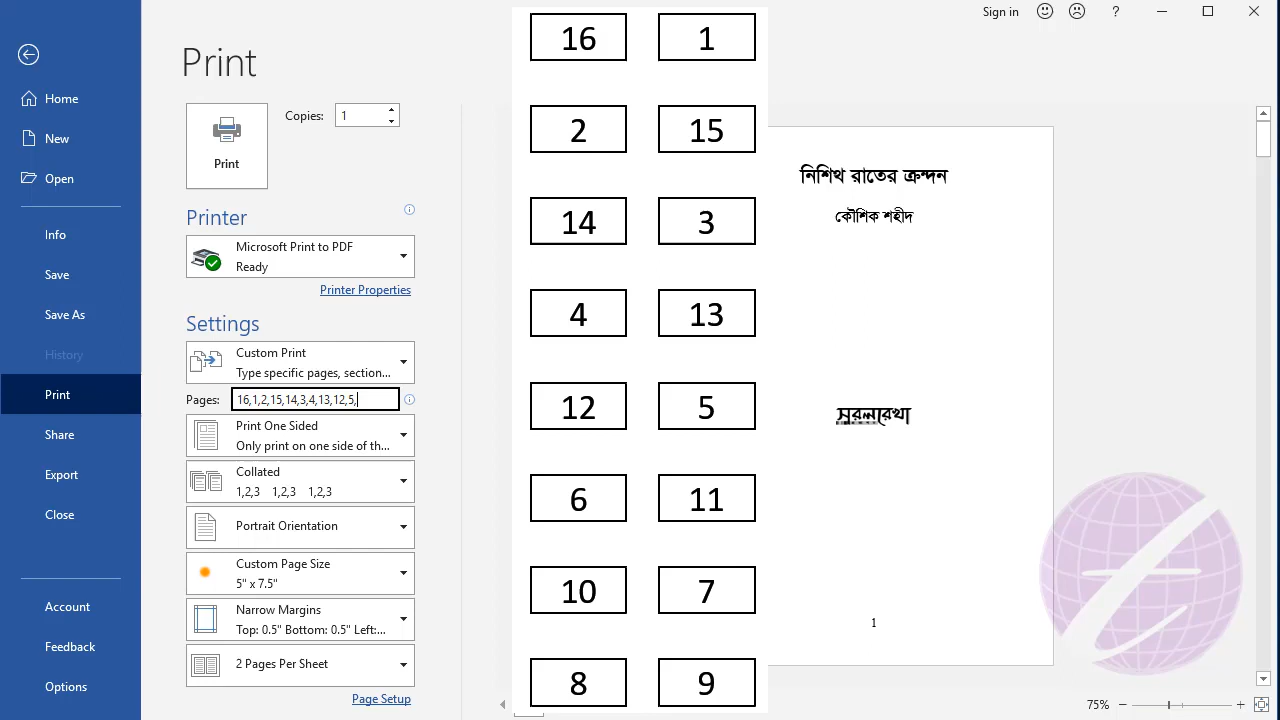 Sign in
?
Print
Home
New
Open
Info
Save
Save As
History
Print
Share
Export
Close
Account
Feedback
Options
Print
Copies: 1
Printer
Microsoft Print to PDF
Ready
Printer Properties
Settings
Custom Print
Type specific pages, section...
Pages: 16,1,2,15,14,3,4,13,12,5,
Print One Sided
Only print on one side of th...
Collated
1,2,3 1,2,3 1,2,3
Portrait Orientation
Custom Page Size
5" x 7.5"
Narrow Margins
Top: 0.5" Bottom: 0.5" Left:...
2 Pages Per Sheet
Page Setup
16 1
2 15
14 3
4 13
12 5
6 11
10 7
8 9
নিশিথ রাতের ক্রন্দন
কৌশিক শহীদ
1
75%